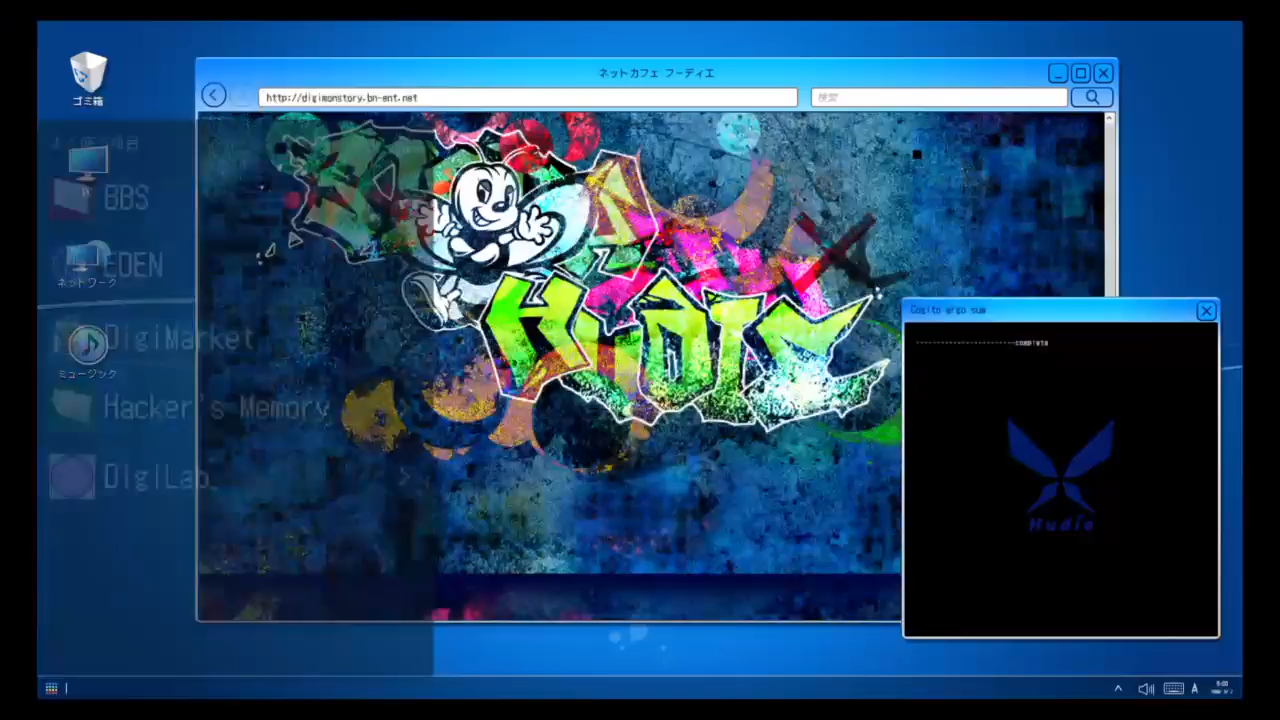 ゴミ箱
BBS
EDEN
ネットワーク
DigiMarket
ミュージック
Hacker's Memory
DigiLab
ネットカフェ フーディエ
http://digimonstory.bn-ent.net
検索
HUDIE
Cogito ergo sum
----------------------complete
Hudie
A